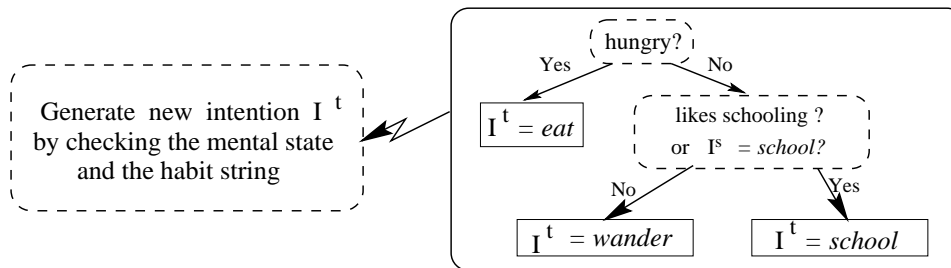 Generate new intention I^t
by checking the mental state
and the habit string
hungry?
Yes
No
I^t = eat
likes schooling ?
or I^s = school?
No
Yes
I^t = wander
I^t = school